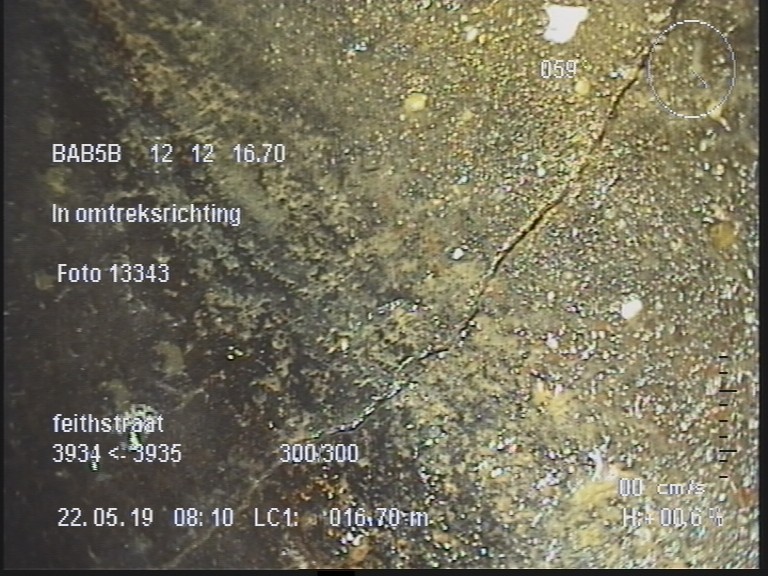 059
BAB5B 12 12 16.70
In omtreksrichting
Foto 13343
feithstraat
3934 <- 3935 300/300
00 cm/s
22.05.19 08:10 LC1: 016.70 m H:+00.6 %